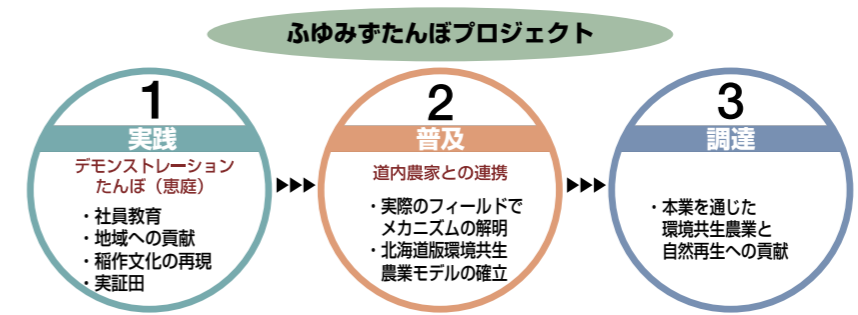 ふゆみずたんぼプロジェクト
1
実践
デモンストレーション
たんぼ（恵庭）
・社員教育
・地域への貢献
・稲作文化の再現
・実証田
2
普及
道内農家との連携
・実際のフィールドで
メカニズムの解明
・北海道版環境共生
農業モデルの確立
3
調達
・本業を通じた
環境共生農業と
自然再生への貢献